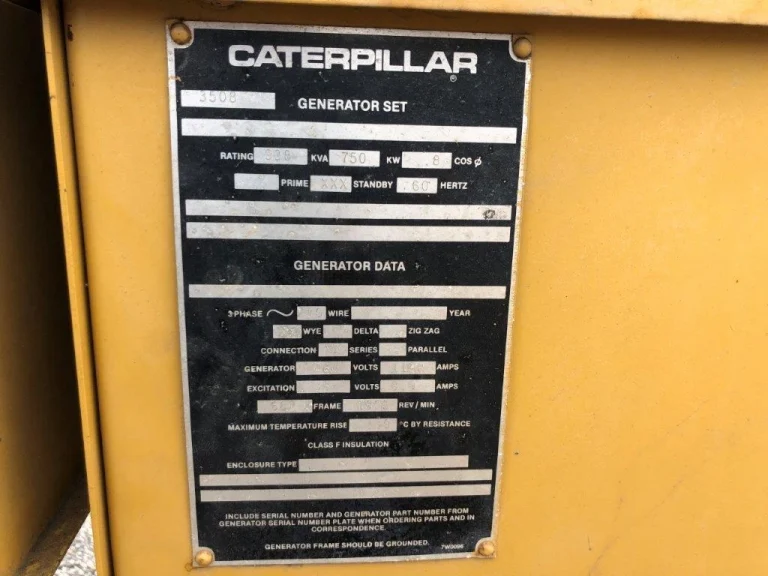 CATERPILLAR
®
3508 GENERATOR SET
RATING KVA 750 KW .8 COS ø
PRIME XXX STANDBY 60 HERTZ
GENERATOR DATA
3 PHASE ~ WIRE YEAR
WYE DELTA ZIG ZAG
CONNECTION SERIES PARALLEL
GENERATOR VOLTS AMPS
EXCITATION VOLTS AMPS
FRAME REV/MIN
MAXIMUM TEMPERATURE RISE °C BY RESISTANCE
CLASS F INSULATION
ENCLOSURE TYPE
INCLUDE SERIAL NUMBER AND GENERATOR PART NUMBER FROM
GENERATOR SERIAL NUMBER PLATE WHEN ORDERING PARTS AND IN
CORRESPONDENCE.
GENERATOR FRAME SHOULD BE GROUNDED.